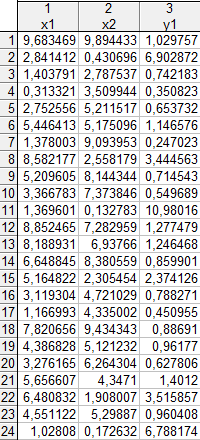 1 2 3
x1 x2 y1
1 9,683469 9,894433 1,029757
2 2,841412 0,430696 6,902872
3 1,403791 2,787537 0,742183
4 0,313321 3,509944 0,350823
5 2,752556 5,211517 0,653732
6 5,446413 5,175096 1,146576
7 1,378003 9,093953 0,247023
8 8,582177 2,558179 3,444563
9 5,209605 8,144344 0,714543
10 3,366783 7,373846 0,549689
11 1,369601 0,132783 10,98016
12 8,852465 7,282959 1,277479
13 8,188931 6,93766 1,246468
14 6,648845 8,380559 0,859901
15 5,164822 2,305454 2,374126
16 3,119304 4,721029 0,788271
17 1,166993 4,335002 0,450955
18 7,820656 9,434343 0,88691
19 4,386828 5,121232 0,96177
20 3,276165 6,264304 0,627806
21 5,656607 4,3471 1,4012
22 6,480832 1,908007 3,515857
23 4,551122 5,29887 0,960408
24 1,02808 0,172632 6,788174